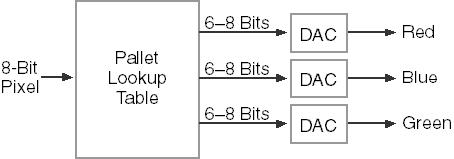 8-Bit
Pixel
Pallet
Lookup
Table
6–8 Bits
DAC
Red
6–8 Bits
DAC
Blue
6–8 Bits
DAC
Green